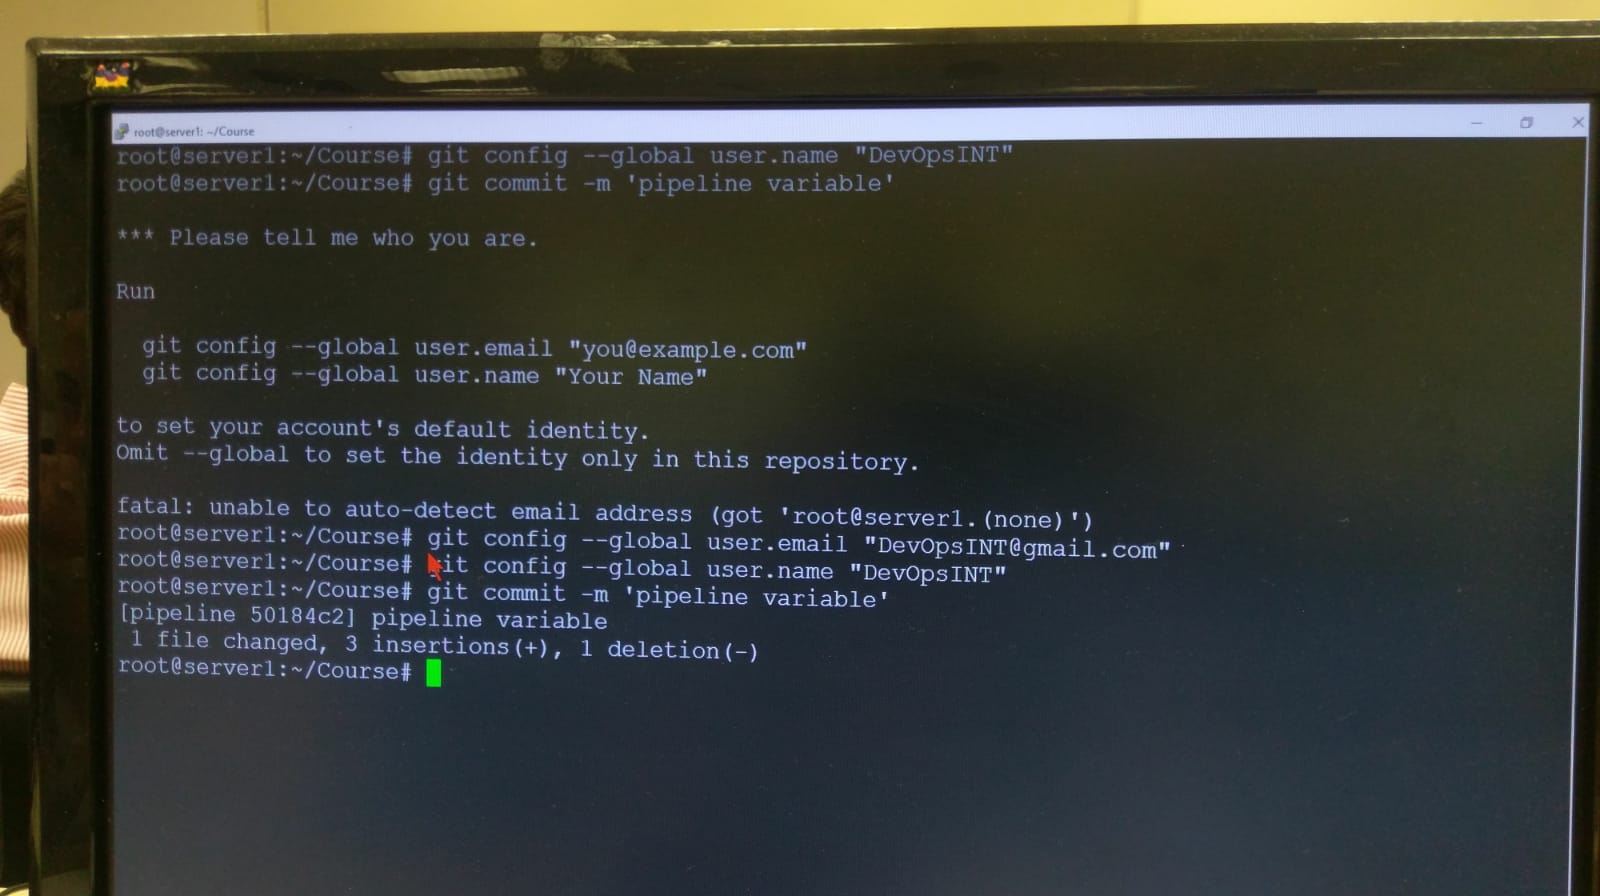 root@server1: ~/Course
root@server1:~/Course# git config --global user.name "DevOpsINT"
root@server1:~/Course# git commit -m 'pipeline variable'
*** Please tell me who you are.
Run
git config --global user.email "you@example.com"
git config --global user.name "Your Name"
to set your account's default identity.
Omit --global to set the identity only in this repository.
fatal: unable to auto-detect email address (got 'root@server1.(none)')
root@server1:~/Course# git config --global user.email "DevOpsINT@gmail.com"
root@server1:~/Course# git config --global user.name "DevOpsINT"
root@server1:~/Course# git commit -m 'pipeline variable'
[pipeline 50184c2] pipeline variable
1 file changed, 3 insertions(+), 1 deletion(-)
root@server1:~/Course#